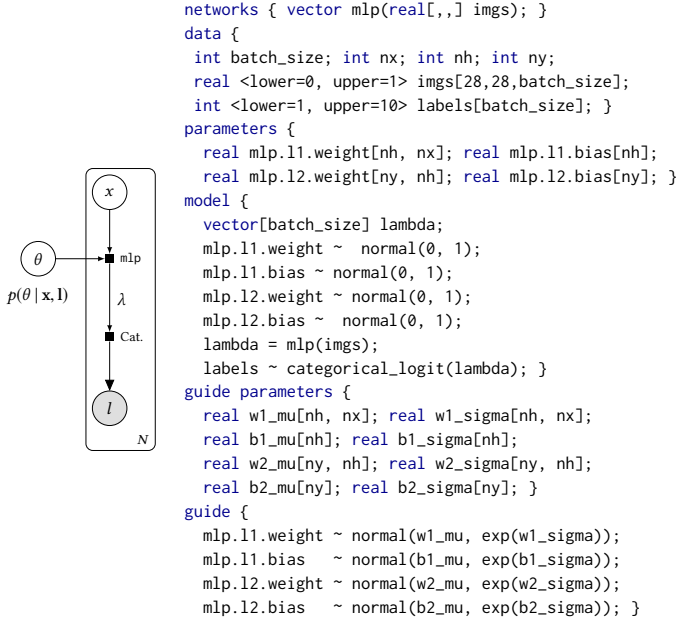 networks { vector mlp(real[,,] imgs); }
data {
int batch_size; int nx; int nh; int ny;
real <lower=0, upper=1> imgs[28,28,batch_size];
int <lower=1, upper=10> labels[batch_size]; }
parameters {
real mlp.l1.weight[nh, nx]; real mlp.l1.bias[nh];
real mlp.l2.weight[ny, nh]; real mlp.l2.bias[ny]; }
model {
vector[batch_size] lambda;
mlp.l1.weight ~  normal(0, 1);
mlp.l1.bias ~ normal(0, 1);
mlp.l2.weight ~ normal(0, 1);
mlp.l2.bias ~  normal(0, 1);
lambda = mlp(imgs);
labels ~ categorical_logit(lambda); }
guide parameters {
real w1_mu[nh, nx]; real w1_sigma[nh, nx];
real b1_mu[nh]; real b1_sigma[nh];
real w2_mu[ny, nh]; real w2_sigma[ny, nh];
real b2_mu[ny]; real b2_sigma[ny]; }
guide {
mlp.l1.weight ~ normal(w1_mu, exp(w1_sigma));
mlp.l1.bias   ~ normal(b1_mu, exp(b1_sigma));
mlp.l2.weight ~ normal(w2_mu, exp(w2_sigma));
mlp.l2.bias   ~ normal(b2_mu, exp(b2_sigma)); }
x
θ
mlp
p(θ | x, l)
λ
Cat.
l
N